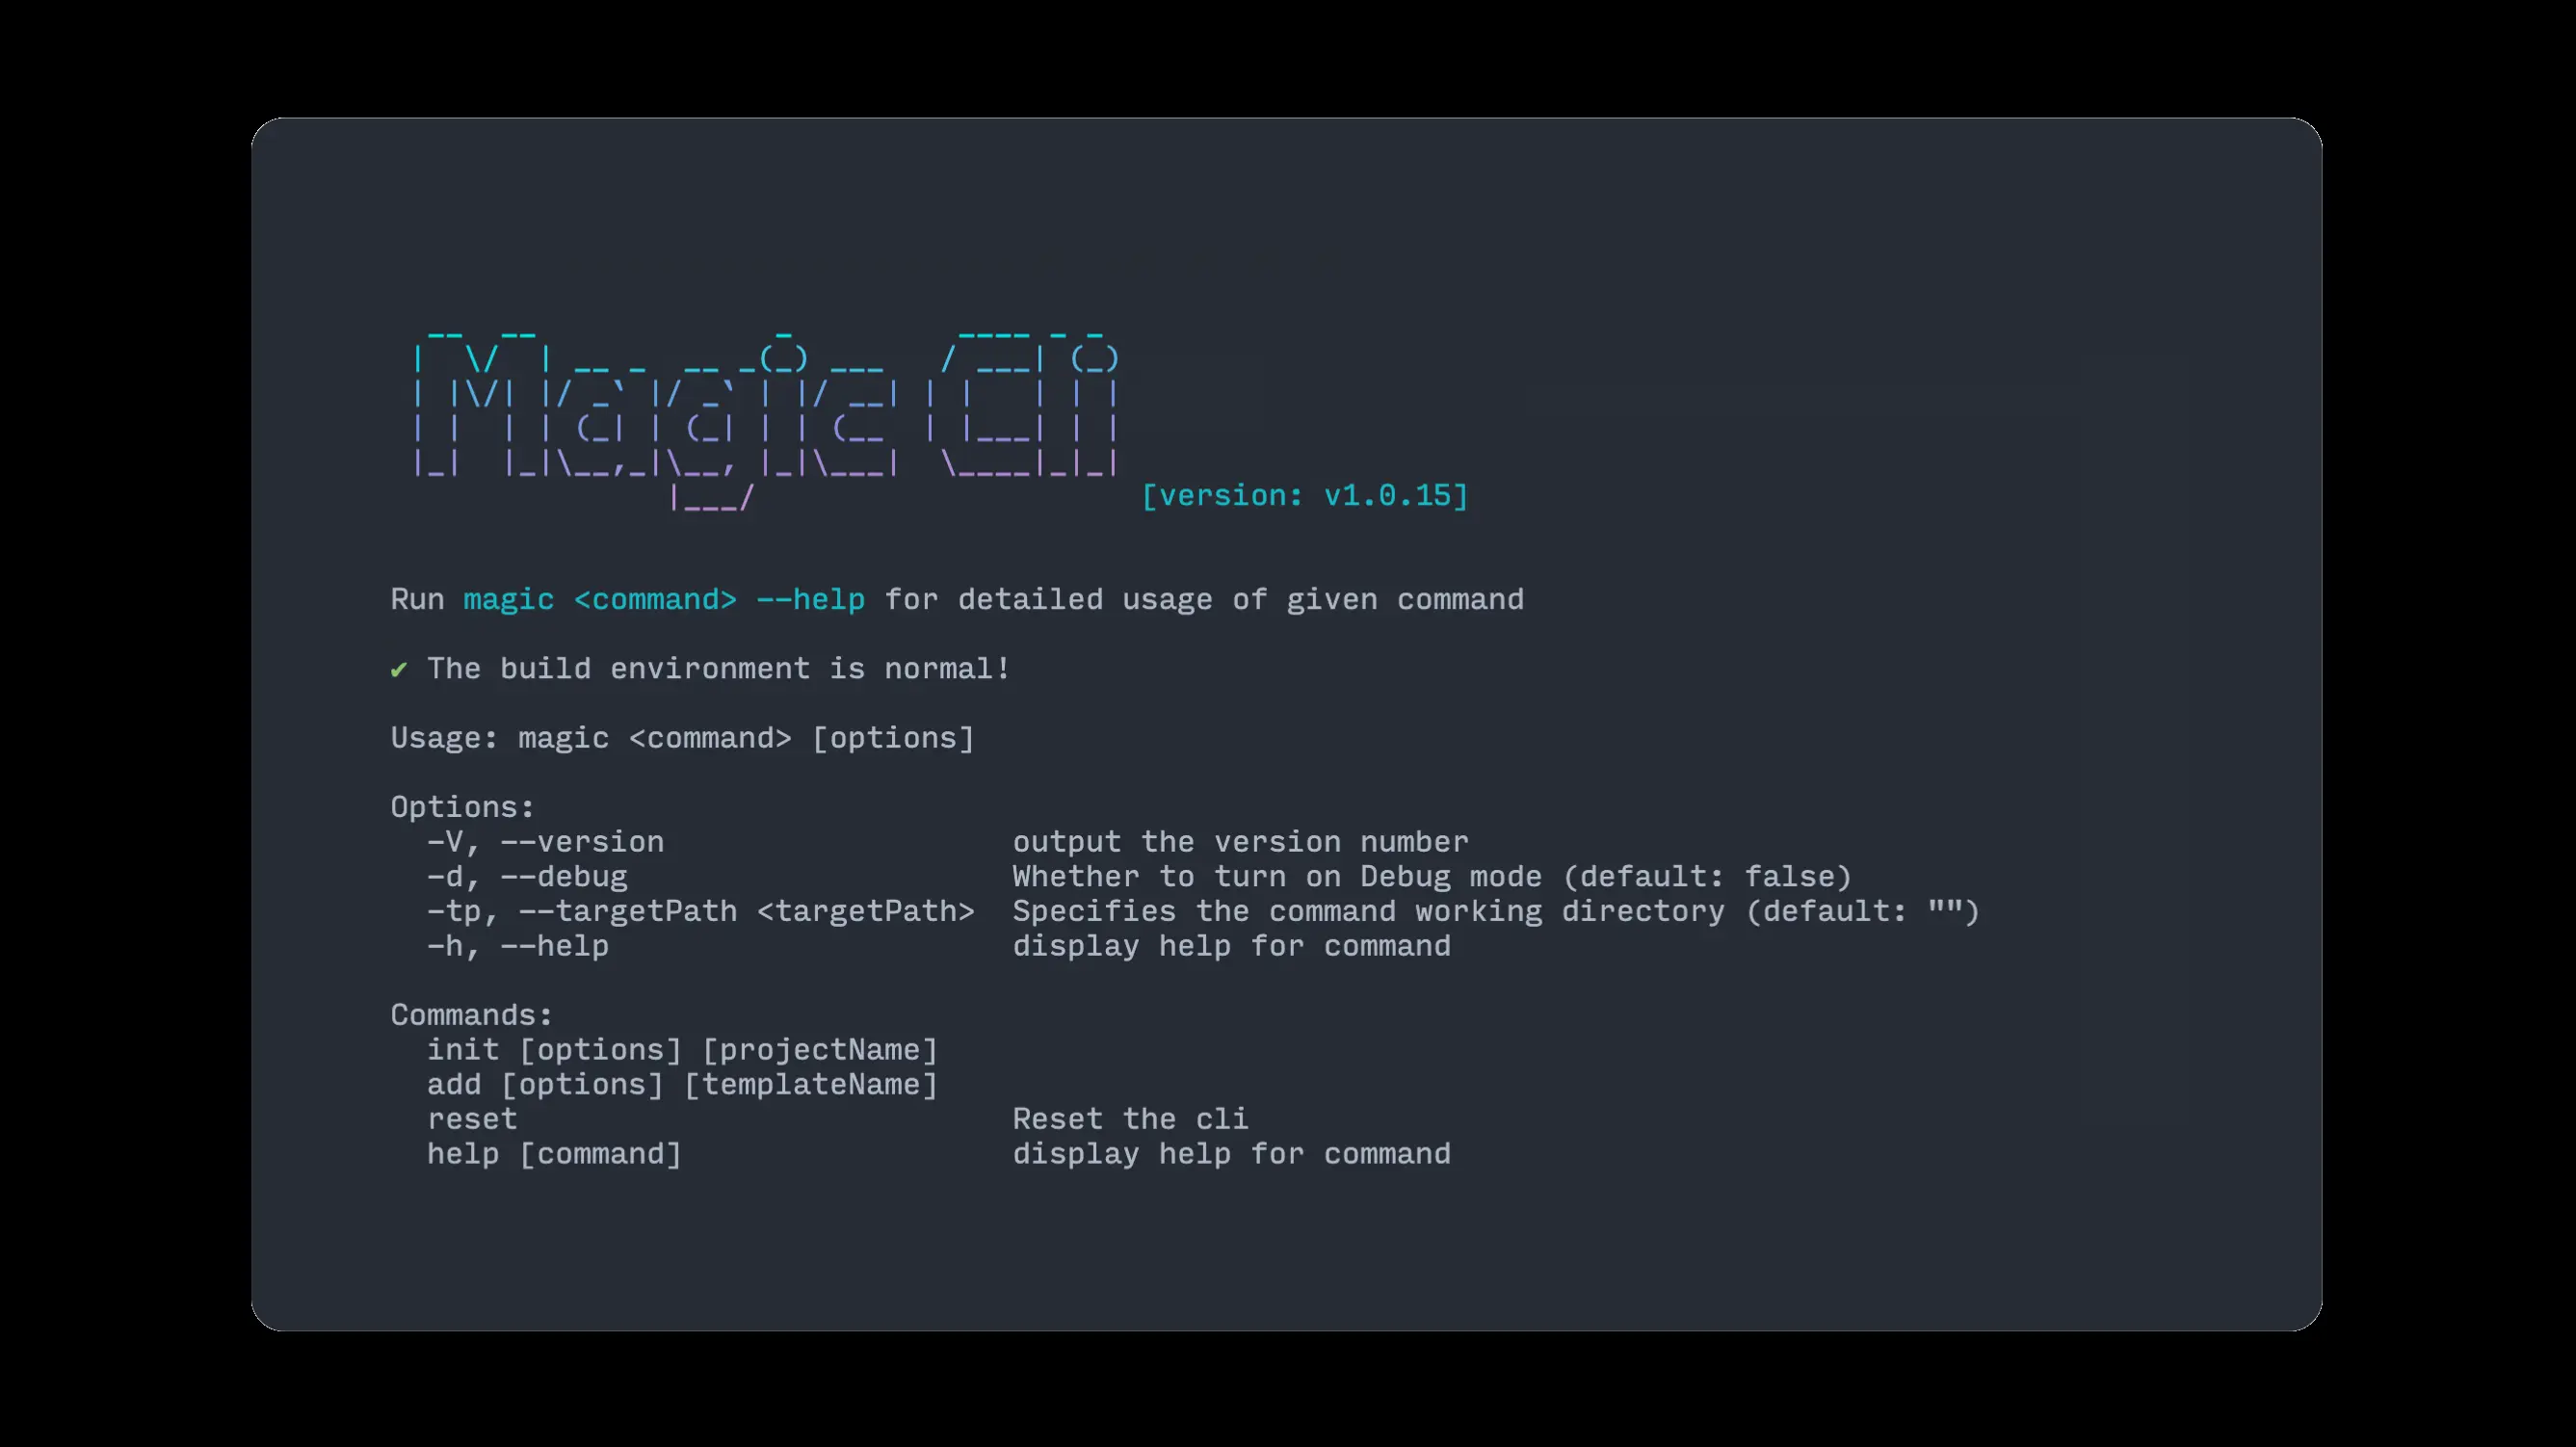 Magic Cli
[version: v1.0.15]
Run magic <command> --help for detailed usage of given command
✔ The build environment is normal!
Usage: magic <command> [options]
Options:
-V, --version output the version number
-d, --debug Whether to turn on Debug mode (default: false)
-tp, --targetPath <targetPath> Specifies the command working directory (default: "")
-h, --help display help for command
Commands:
init [options] [projectName]
add [options] [templateName]
reset Reset the cli
help [command] display help for command